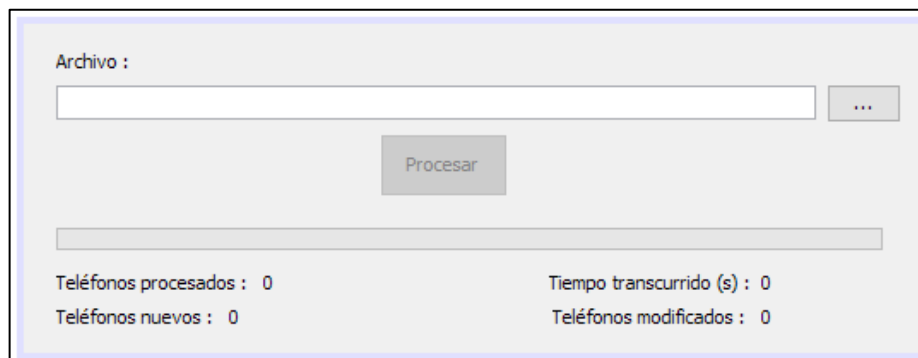 Archivo :
...
Procesar
Teléfonos procesados : 0 Tiempo transcurrido (s) : 0
Teléfonos nuevos : 0 Teléfonos modificados : 0